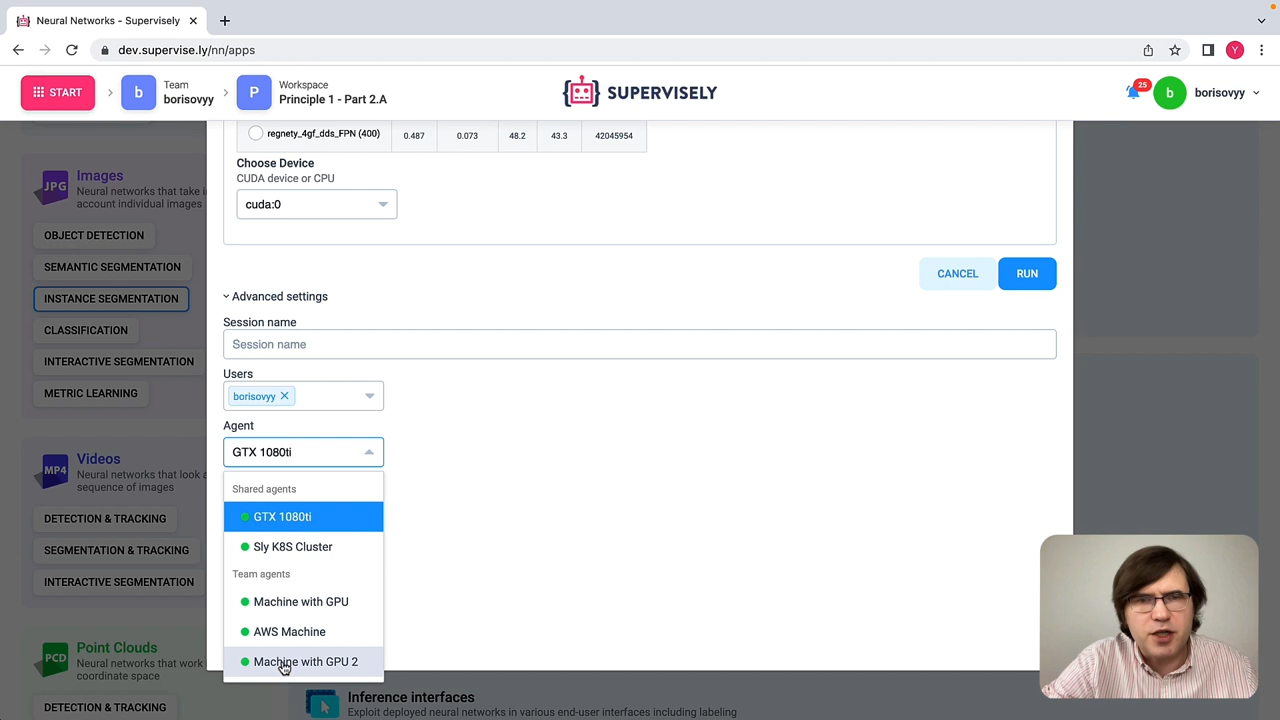 Neural Networks - Supervisely
dev.supervise.ly/nn/apps
Y
START
b
Team
borisovyy
P
Workspace
Principle 1 - Part 2.A
SUPERVISELY
25
b
borisovyy
regnety_4gf_dds_FPN (400)
0.487
0.073
48.2
43.3
42045954
Choose Device
CUDA device or CPU
cuda:0
CANCEL
RUN
Advanced settings
Session name
Session name
Users
borisovyy
Agent
GTX 1080ti
Shared agents
GTX 1080ti
Sly K8S Cluster
Team agents
Machine with GPU
AWS Machine
Machine with GPU 2
JPG
Images
Neural networks that take i
account individual images
OBJECT DETECTION
SEMANTIC SEGMENTATION
INSTANCE SEGMENTATION
CLASSIFICATION
INTERACTIVE SEGMENTATION
METRIC LEARNING
MP4
Videos
Neural networks that look a
sequence of images
DETECTION & TRACKING
SEGMENTATION & TRACKING
INTERACTIVE SEGMENTATION
PCD
Point Clouds
Neural networks that work
coordinate space
DETECTION & TRACKING
Inference interfaces
Exploit deployed neural networks in various end-user interfaces including labeling